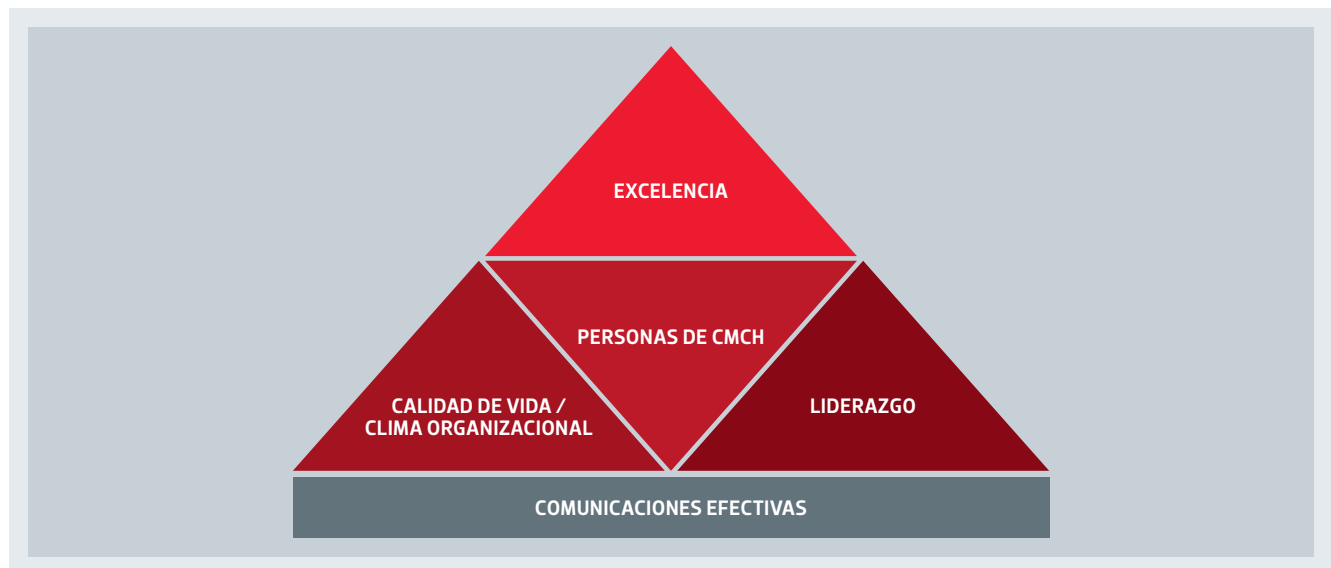 EXCELENCIA
PERSONAS DE CMCH
CALIDAD DE VIDA /
CLIMA ORGANIZACIONAL
LIDERAZGO
COMUNICACIONES EFECTIVAS